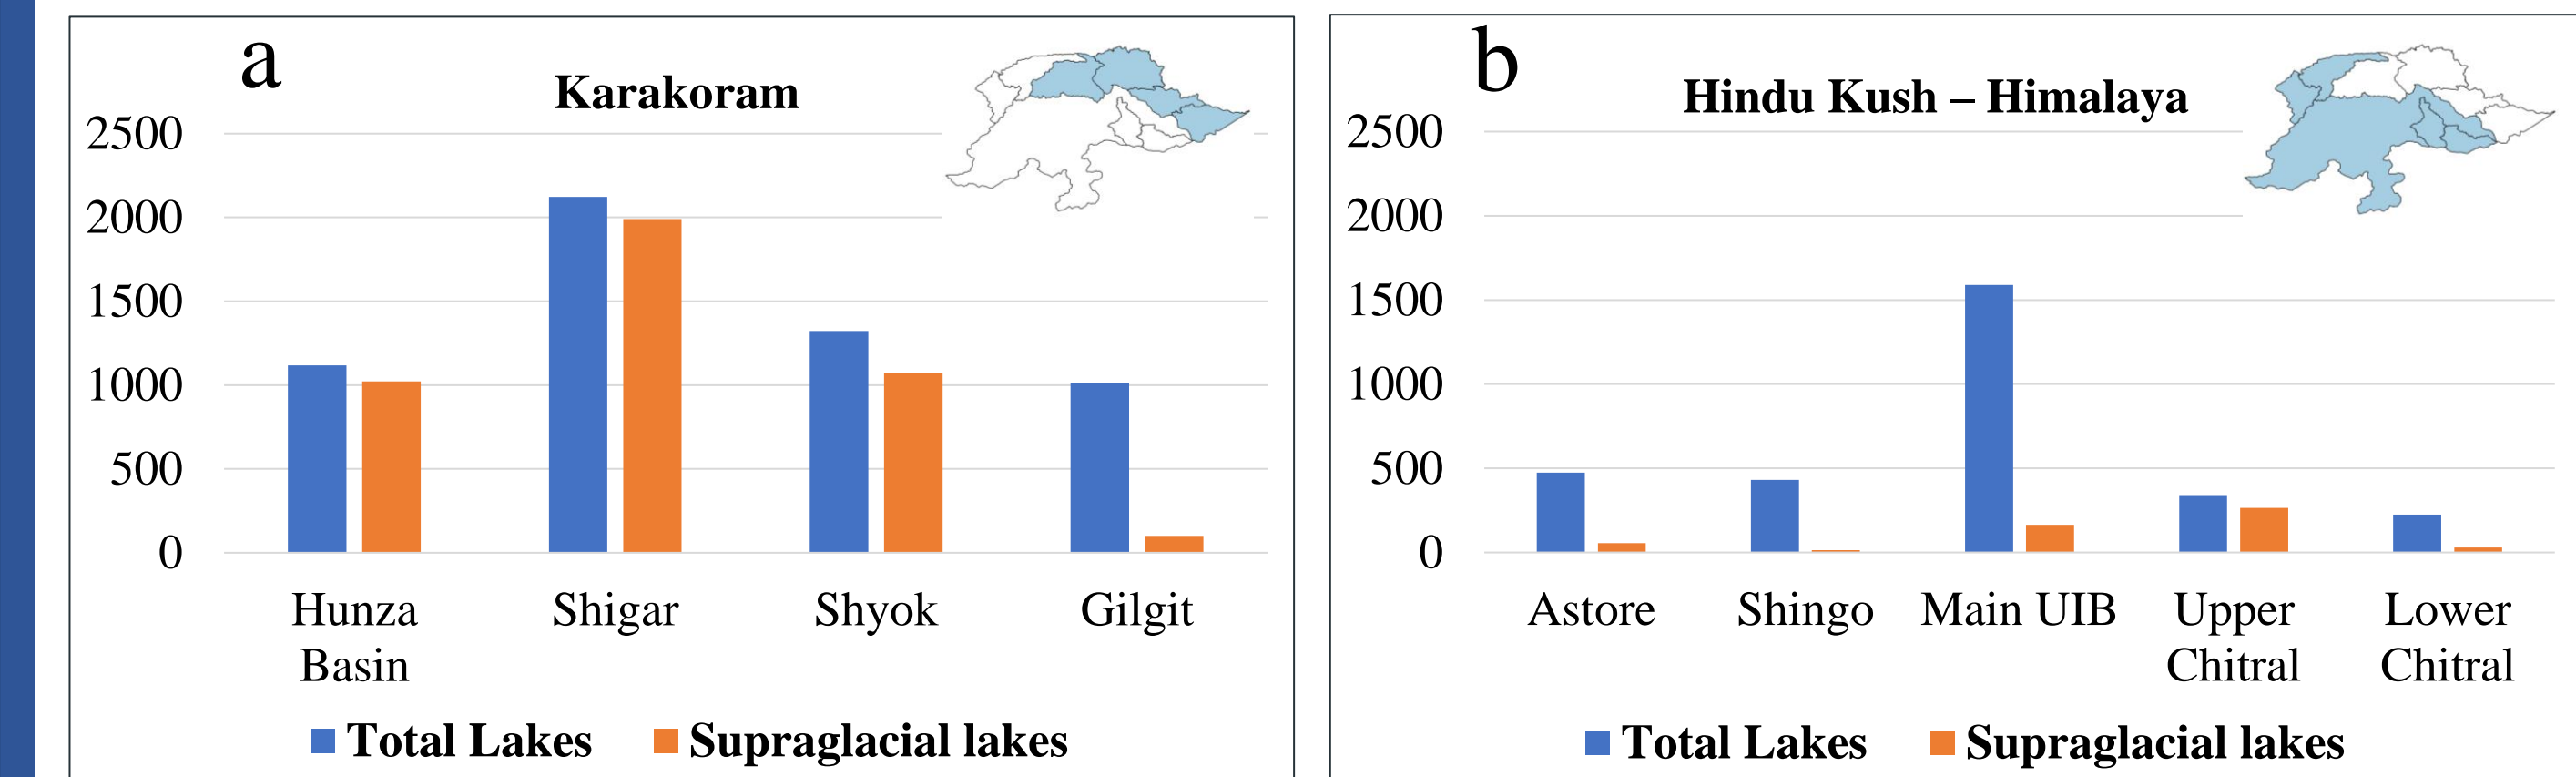 a
Karakoram
2500
2000
1500
1000
500
0
Hunza Basin
Shigar
Shyok
Gilgit
Total Lakes
Supraglacial lakes
b
Hindu Kush – Himalaya
2500
2000
1500
1000
500
0
Astore
Shingo
Main UIB
Upper Chitral
Lower Chitral
Total Lakes
Supraglacial lakes